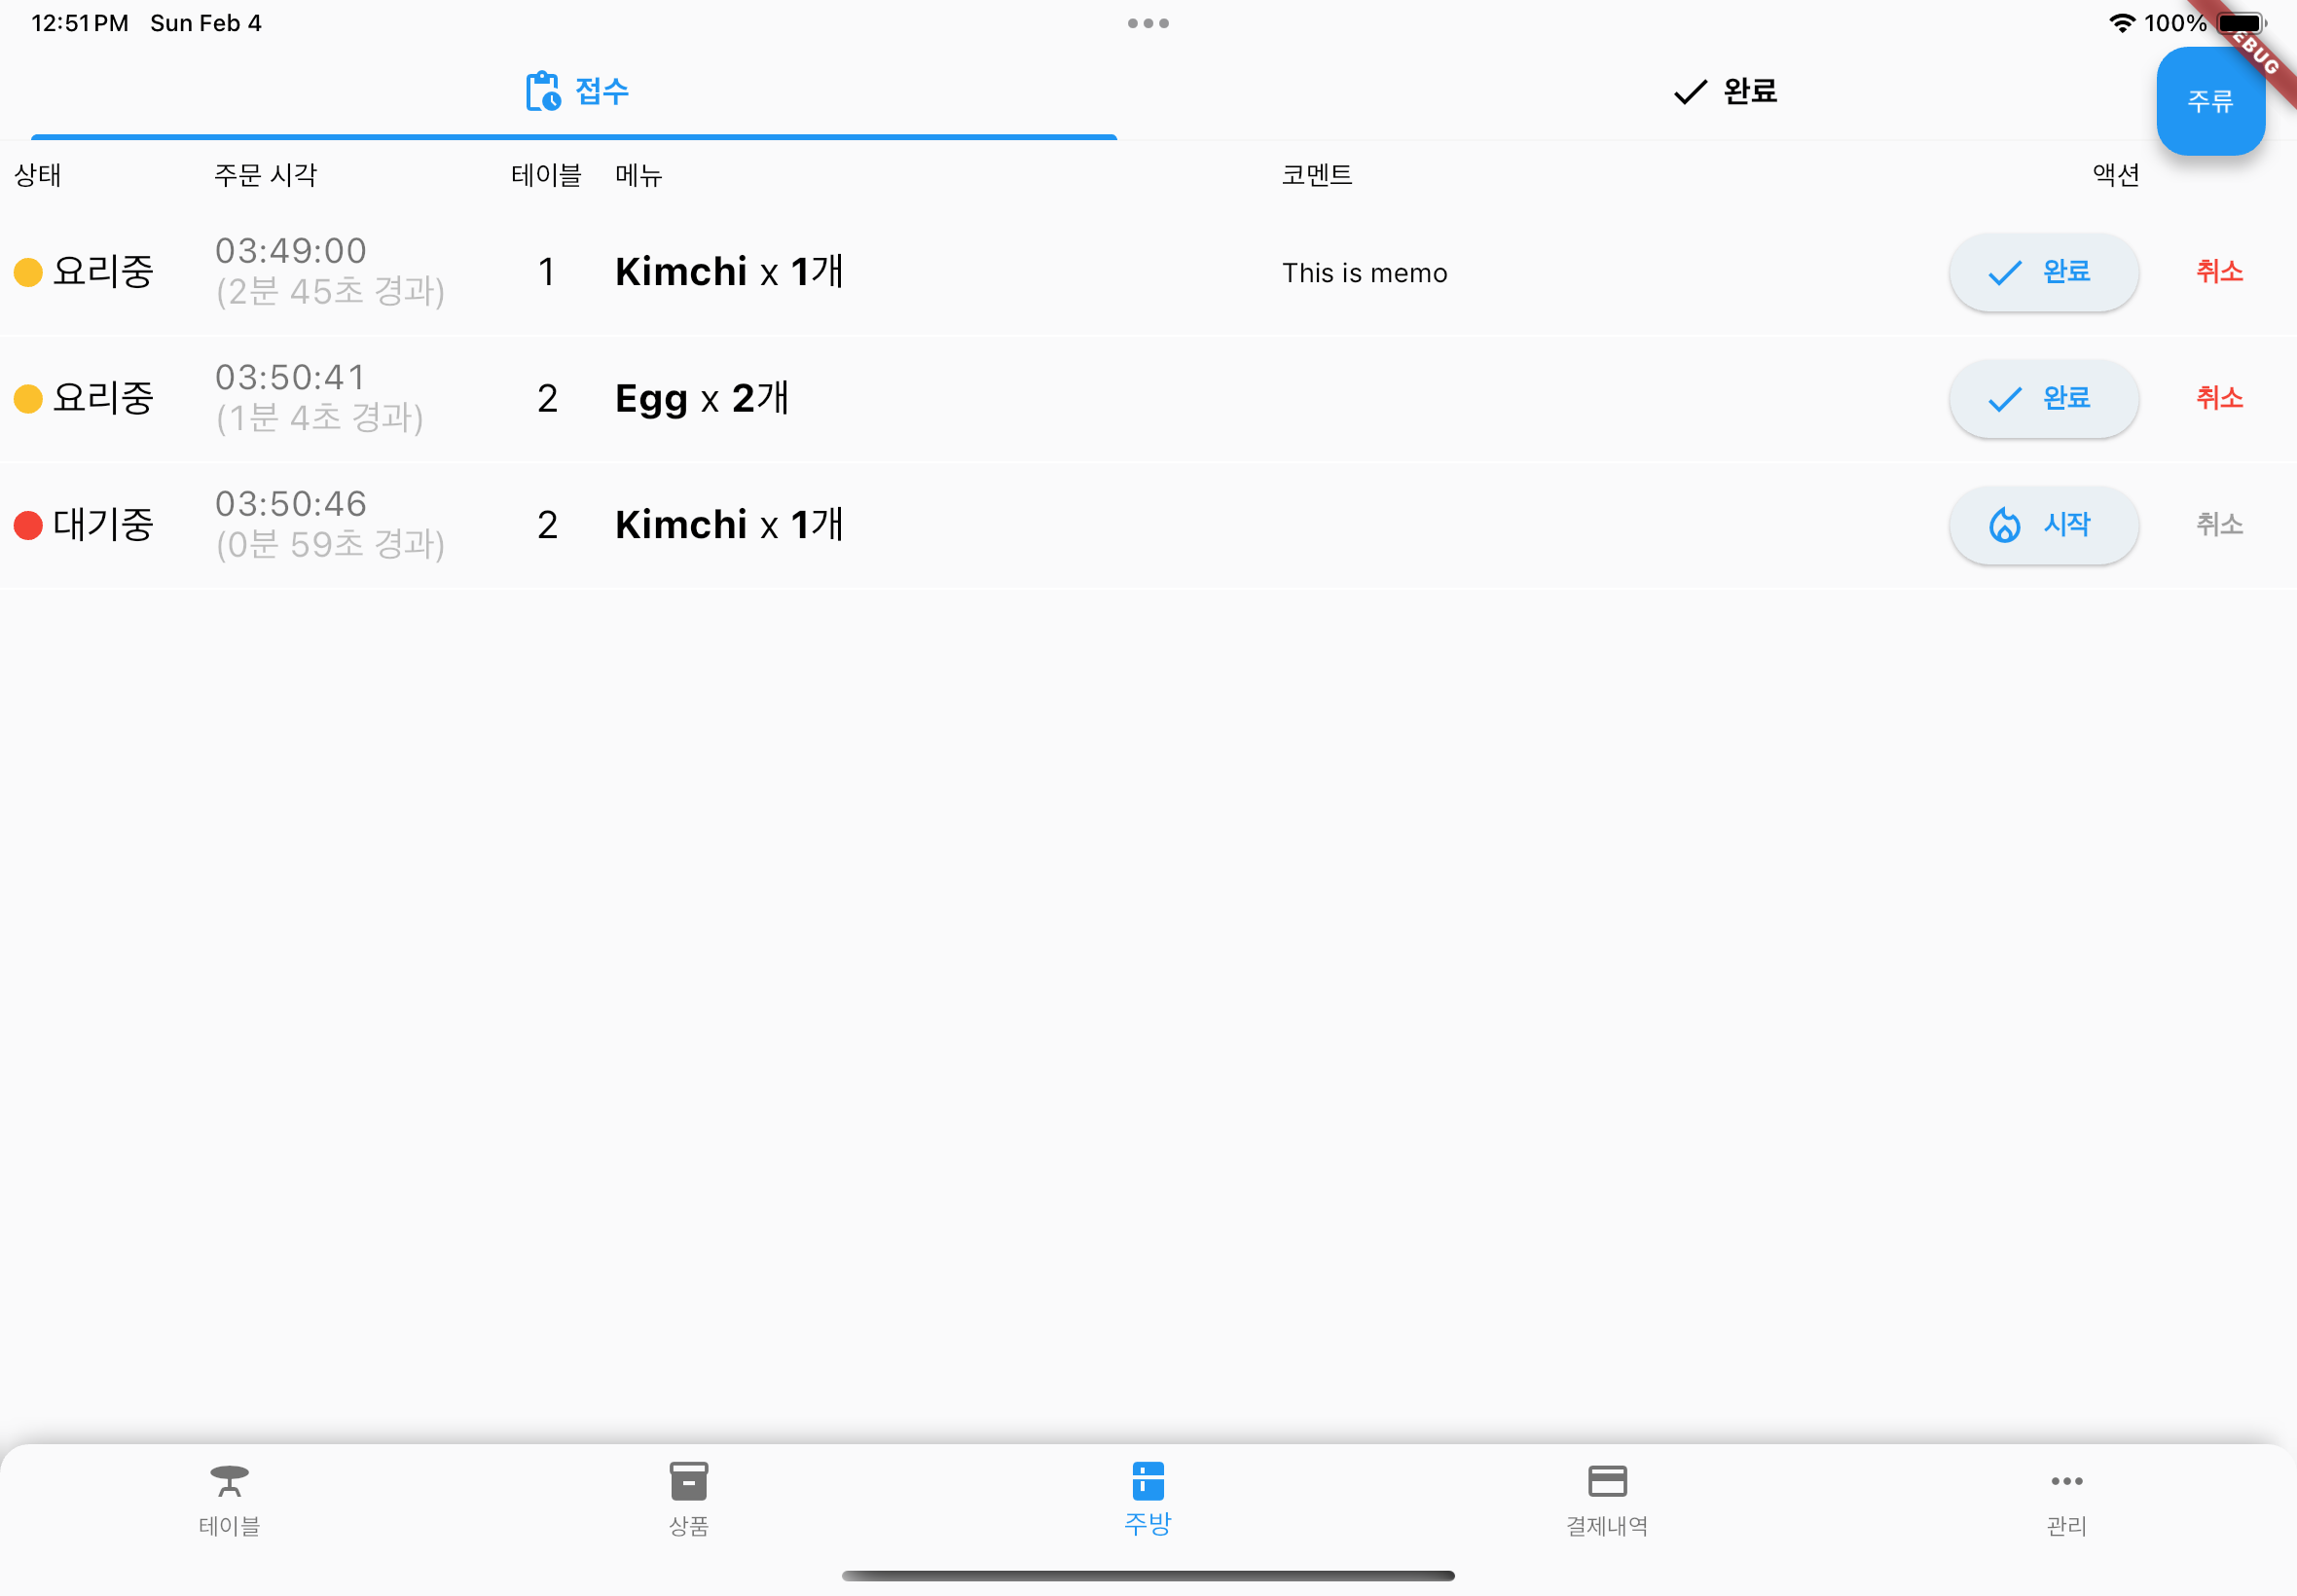 12:51 PM Sun Feb 4 100%
EBUG
접수 완료 주류
상태 주문 시각 테이블 메뉴 코멘트 액션
요리중 03:49:00 1 Kimchi x 1개 This is memo 완료 취소
(2분 45초 경과)
요리중 03:50:41 2 Egg x 2개 완료 취소
(1분 4초 경과)
대기중 03:50:46 2 Kimchi x 1개 시작 취소
(0분 59초 경과)
테이블 상품 주방 결제내역 관리